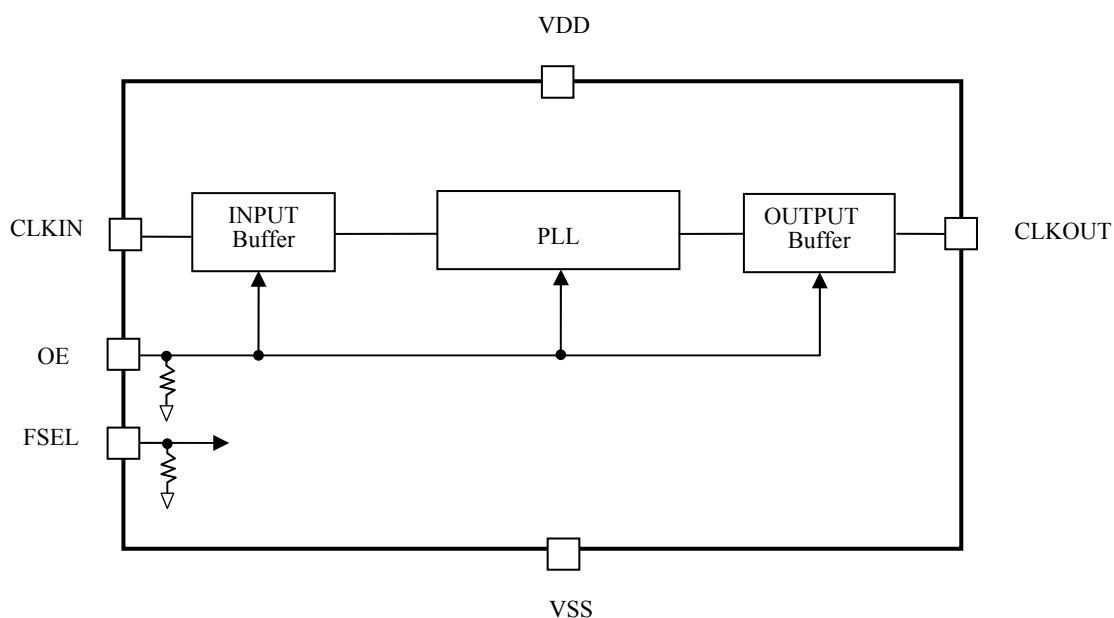 VDD
CLKIN
INPUT
Buffer
PLL
OUTPUT
Buffer
CLKOUT
OE
FSEL
VSS